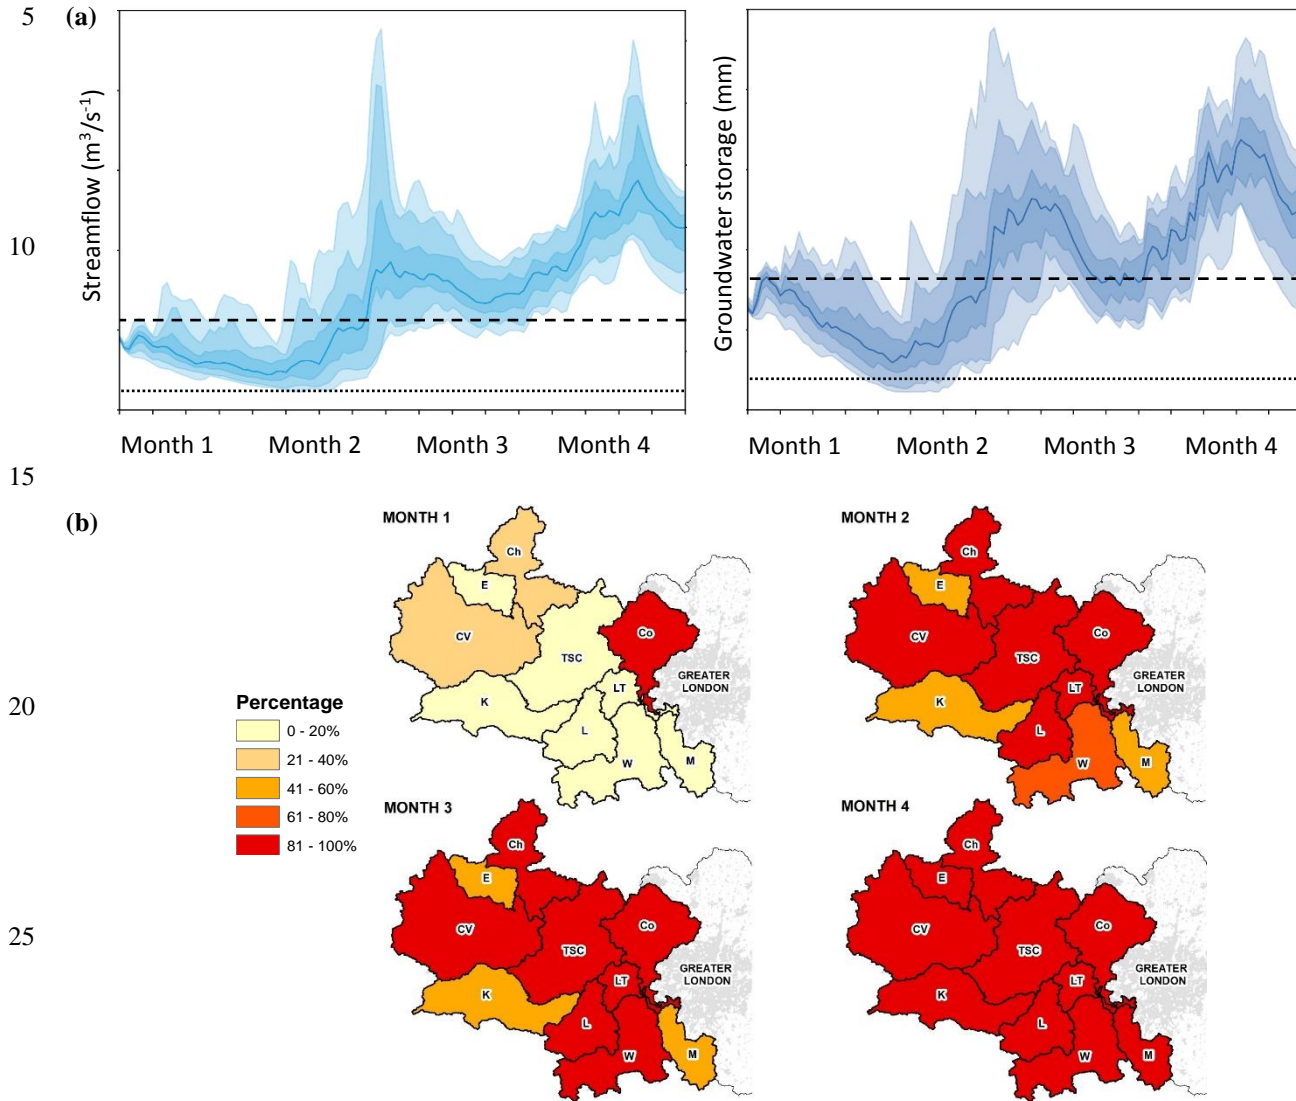 5
(a)
Streamflow (m³/s⁻¹)
Groundwater storage (mm)
10
Month 1 Month 2 Month 3 Month 4
Month 1 Month 2 Month 3 Month 4
15
(b)
MONTH 1
Ch
E
CV
Co
TSC
GREATER
LONDON
LT
K
L
W
M
MONTH 2
Ch
E
CV
Co
TSC
GREATER
LONDON
LT
K
L
W
M
20
Percentage
0 - 20%
21 - 40%
41 - 60%
61 - 80%
81 - 100%
MONTH 3
Ch
E
CV
Co
TSC
GREATER
LONDON
LT
K
L
W
M
MONTH 4
Ch
E
CV
Co
TSC
GREATER
LONDON
LT
K
L
W
M
25